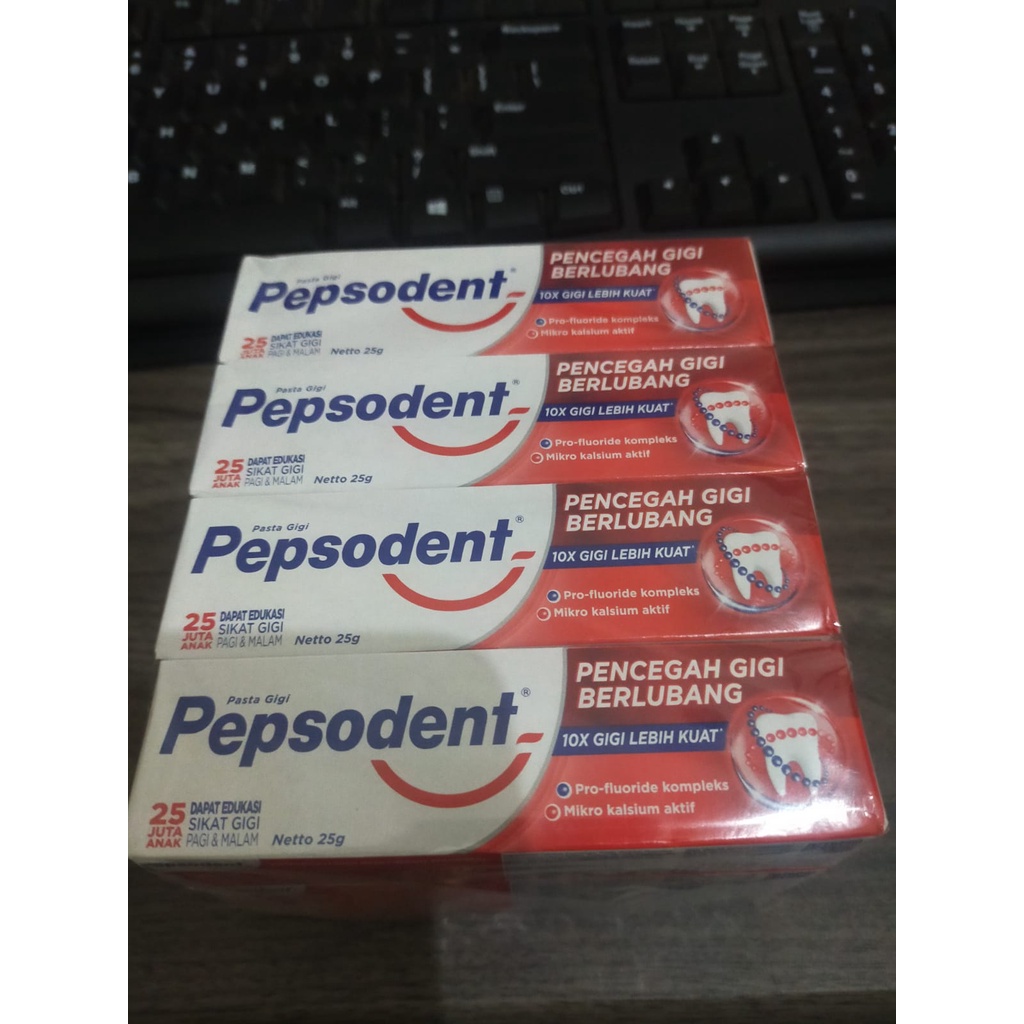 Backspace
Enter
Shift
Ctrl
Pasta Gigi
Pepsodent®
PENCEGAH GIGI
BERLUBANG
10X GIGI LEBIH KUAT*
Pro-fluoride kompleks
Mikro kalsium aktif
25 JUTA ANAK
DAPAT EDUKASI
SIKAT GIGI
PAGI & MALAM
Netto 25g
Pasta Gigi
Pepsodent®
PENCEGAH GIGI
BERLUBANG
10X GIGI LEBIH KUAT*
Pro-fluoride kompleks
Mikro kalsium aktif
25 JUTA ANAK
DAPAT EDUKASI
SIKAT GIGI
PAGI & MALAM
Netto 25g
Pasta Gigi
Pepsodent®
PENCEGAH GIGI
BERLUBANG
10X GIGI LEBIH KUAT*
Pro-fluoride kompleks
Mikro kalsium aktif
25 JUTA ANAK
DAPAT EDUKASI
SIKAT GIGI
PAGI & MALAM
Netto 25g
Pasta Gigi
Pepsodent®
PENCEGAH GIGI
BERLUBANG
10X GIGI LEBIH KUAT*
Pro-fluoride kompleks
Mikro kalsium aktif
25 JUTA ANAK
DAPAT EDUKASI
SIKAT GIGI
PAGI & MALAM
Netto 25g